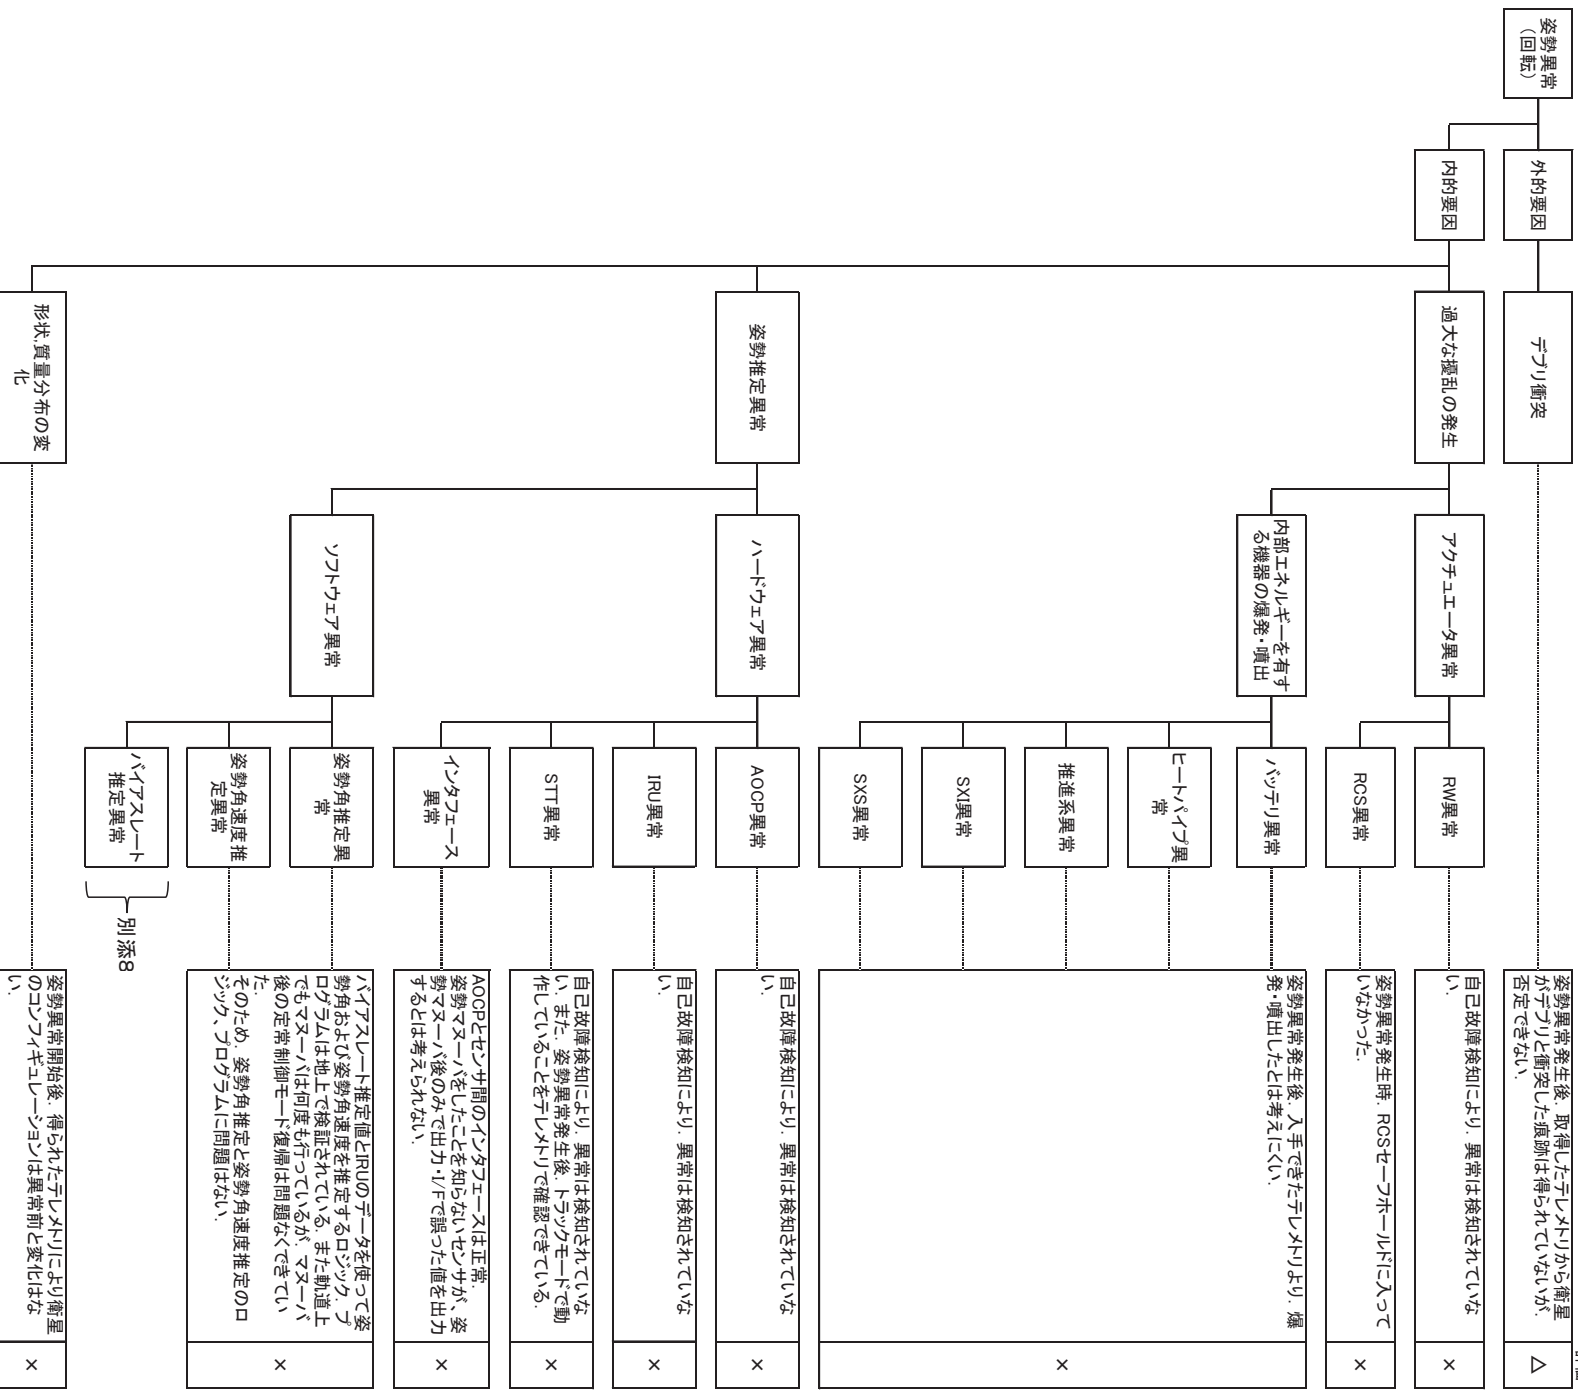 姿勢異常
(回転)
外的要因
内的要因
デブリ衝突
過大な擾乱の発生
姿勢推定異常
形状,質量分布の変
化
アクチュエータ異常
内部エネルギーを有す
る機器の爆発・噴出
ハードウェア異常
ソフトウェア異常
RW異常
RCS異常
バッテリ異常
ヒートパイプ異
常
推進系異常
SXI異常
SXS異常
AOCP異常
IRU異常
STT異常
インタフェース
異常
姿勢角推定異
常
姿勢角速度推
定異常
バイアスレート
推定異常
別添8
姿勢異常発生後, 取得したテレメトリから衛星
がデブリと衝突した痕跡は得られていないが,
否定できない.
△
自己故障検知により, 異常は検知されていな
い.
×
姿勢異常発生時, RCSセーフホールドに入って
いなかった.
×
姿勢異常発生後, 入手できたテレメトリより, 爆
発・噴出したとは考えにくい.
×
自己故障検知により, 異常は検知されていな
い.
×
自己故障検知により, 異常は検知されていな
い.
×
自己故障検知により, 異常は検知されていな
い. また, 姿勢異常発生後, トラックモードで動
作していることをテレメトリで確認できている.
×
AOCPとセンサ間のインタフェースは正常.
姿勢マヌーバをしたことを知らないセンサが、姿
勢マヌーバ後のみで出力・I/Fで誤った値を出力
するとは考えられない.
×
バイアスレート推定値とIRUのデータを使って姿
勢角および姿勢角速度を推定するロジック, プ
ログラムは地上で検証されている. また軌道上
でもマヌーバは何度も行っているが, マヌーバ
後の定常制御モード復帰は問題なくできてい
た.
そのため, 姿勢角推定と姿勢角速度推定のロ
ジック、プログラムに問題はない.
×
姿勢異常開始後, 得られたテレメトリにより衛星
のコンフィギュレーションは異常前と変化はな
い.
×